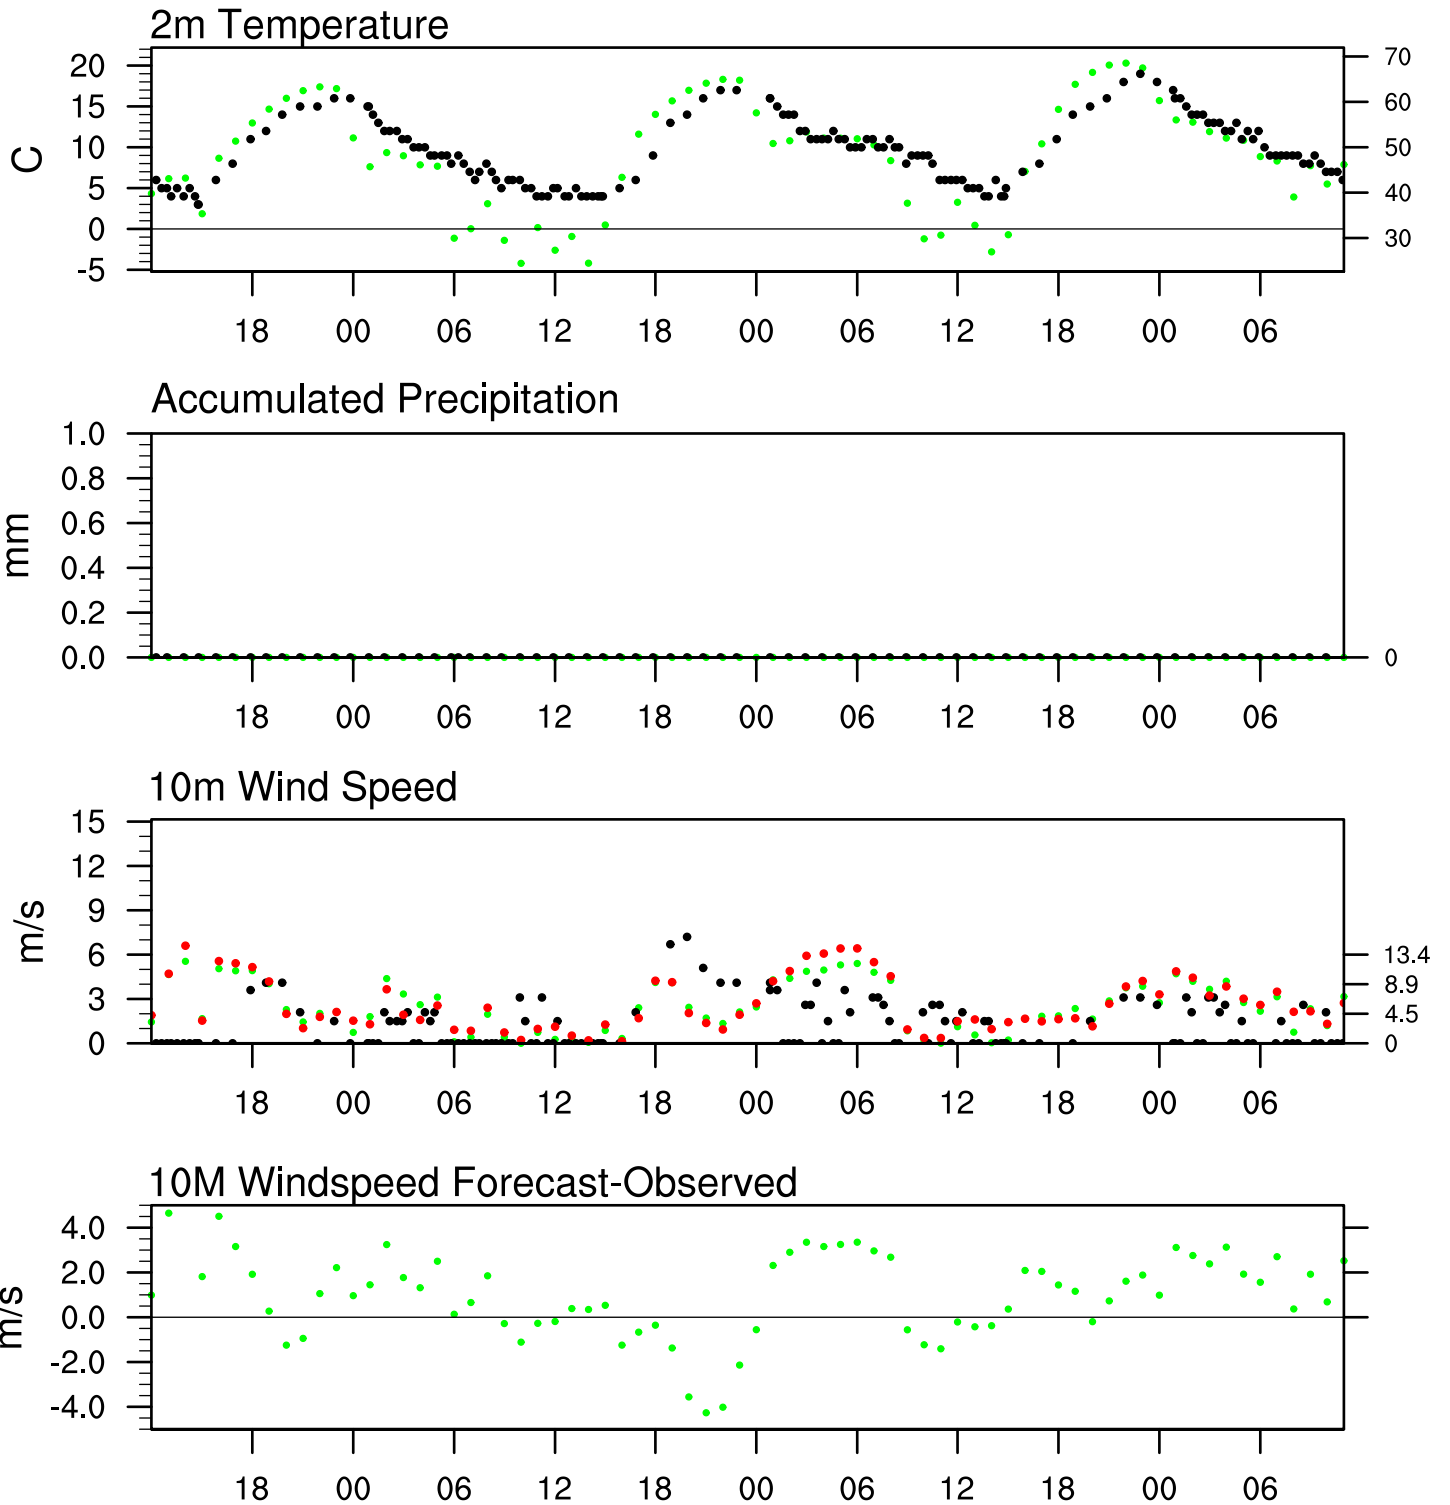 2m Temperature
20
15
10
5
0
-5
C
70
60
50
40
30
18 00 06 12 18 00 06 12 18 00 06
Accumulated Precipitation
1.0
0.8
0.6
0.4
0.2
0.0
mm
0
18 00 06 12 18 00 06 12 18 00 06
10m Wind Speed
15
12
9
6
3
0
m/s
13.4
8.9
4.5
0
18 00 06 12 18 00 06 12 18 00 06
10M Windspeed Forecast-Observed
4.0
2.0
0.0
-2.0
-4.0
m/s
18 00 06 12 18 00 06 12 18 00 06